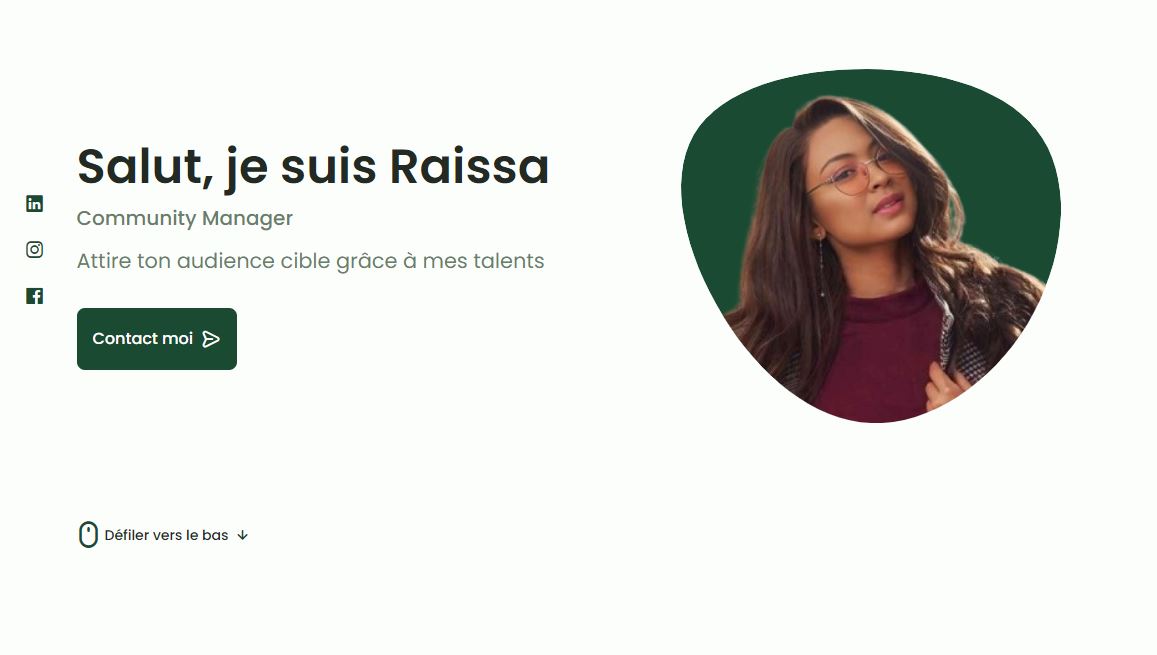 Salut, je suis Raissa
Community Manager
Attire ton audience cible grâce à mes talents
Contact moi
Défiler vers le bas